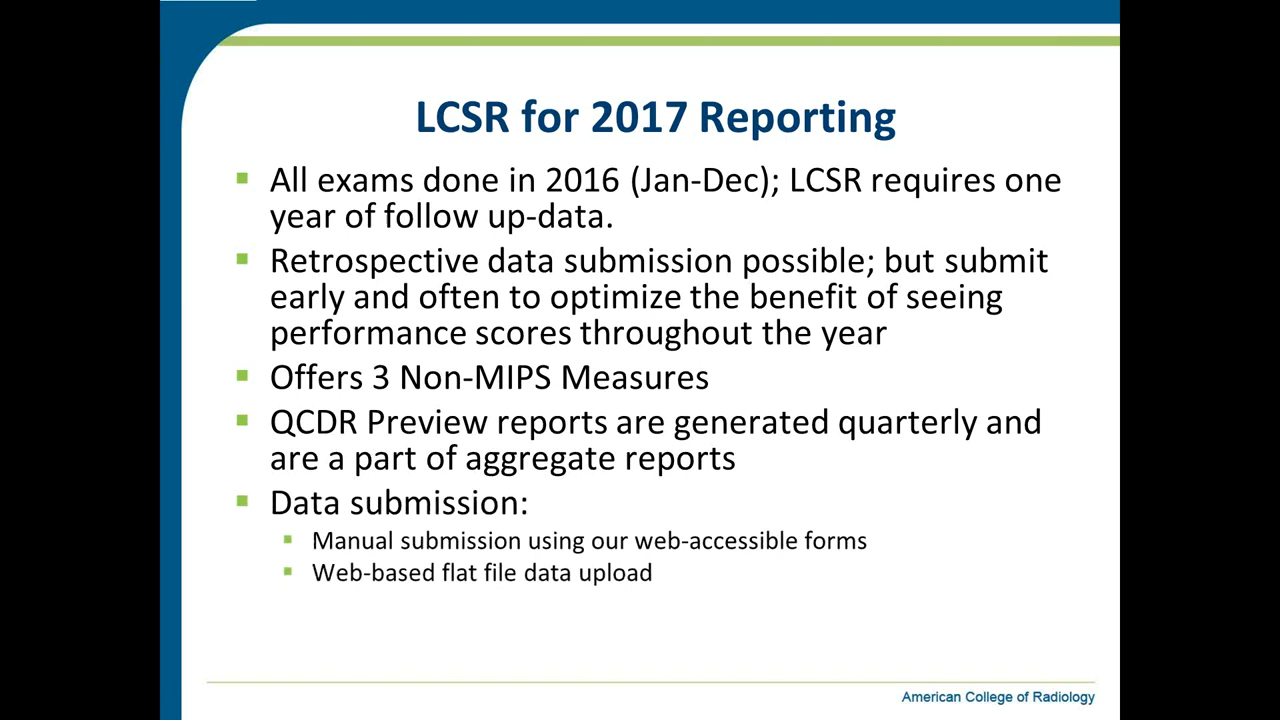 LCSR for 2017 Reporting
All exams done in 2016 (Jan-Dec); LCSR requires one
year of follow up-data.
Retrospective data submission possible; but submit
early and often to optimize the benefit of seeing
performance scores throughout the year
Offers 3 Non-MIPS Measures
QCDR Preview reports are generated quarterly and
are a part of aggregate reports
Data submission:
Manual submission using our web-accessible forms
Web-based flat file data upload
American College of Radiology